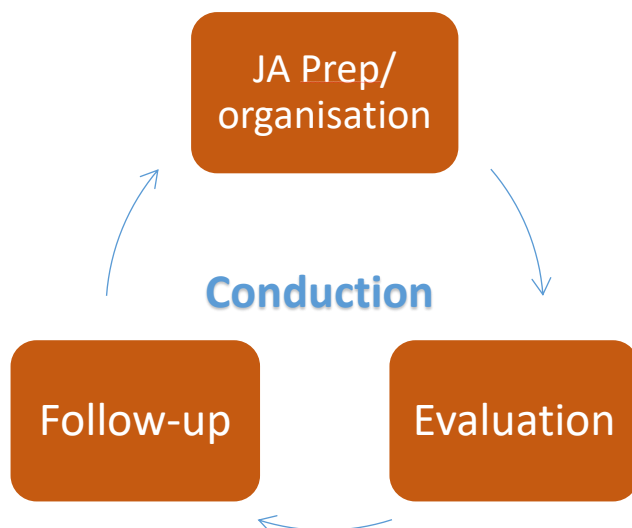 JA Prep/
organisation
Conduction
Follow-up
Evaluation